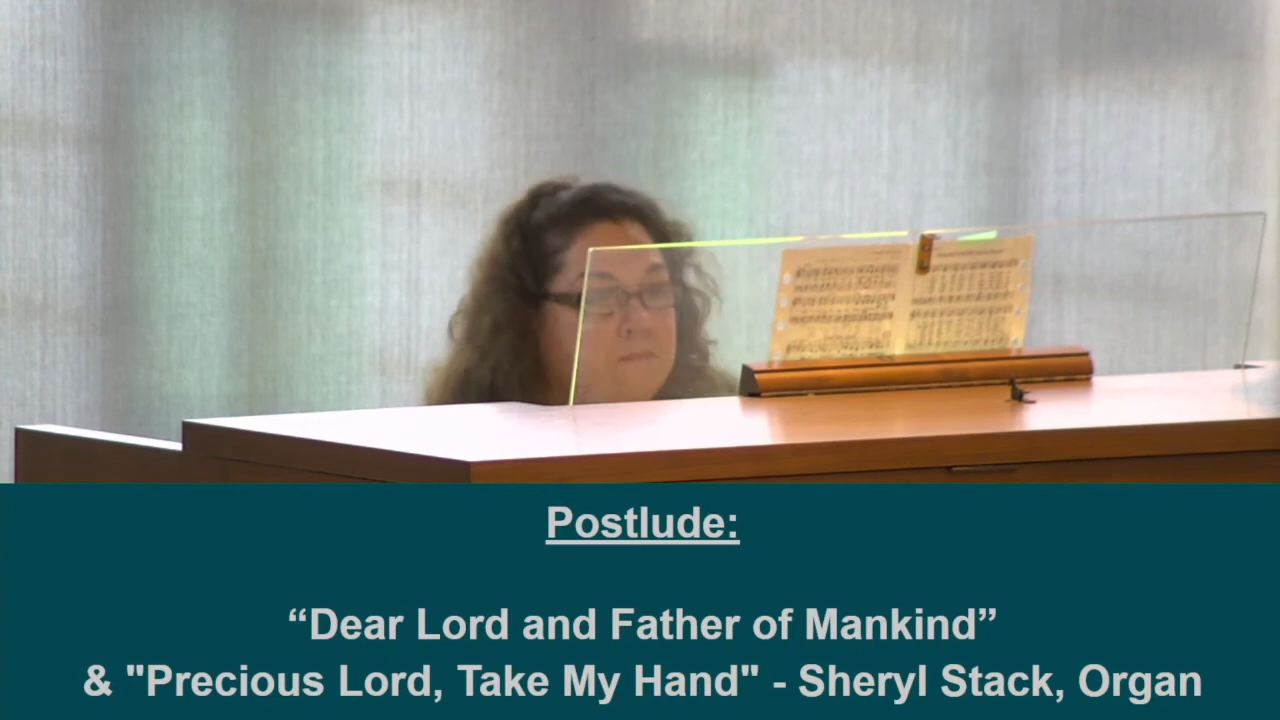 Postlude:
“Dear Lord and Father of Mankind”
& "Precious Lord, Take My Hand" - Sheryl Stack, Organ